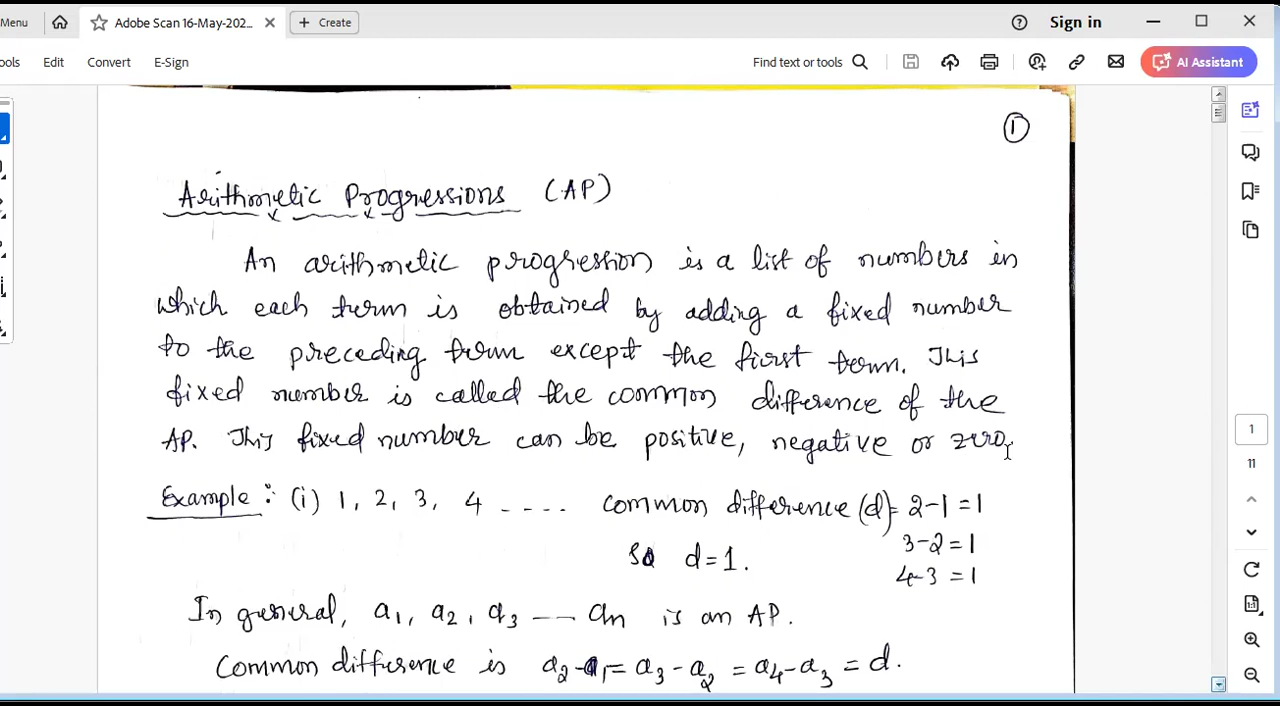 Menu Adobe Scan 16-May-202... Create Sign in
ools Edit Convert E-Sign Find text or tools AI Assistant
1
Arithmetic Progressions (AP)
An arithmetic progression is a list of numbers in
which each term is obtained by adding a fixed number
to the preceding term except the first term. This
fixed number is called the common difference of the
AP. This fixed number can be positive, negative or zero.
Example :- (i) 1, 2, 3, 4 ..... common difference (d) = 2-1 = 1
3-2 = 1
So d = 1.
4-3 = 1
In general, a1, a2, a3 --- an is an AP.
Common difference is a2-a1 = a3-a2 = a4-a3 = d.
1
11